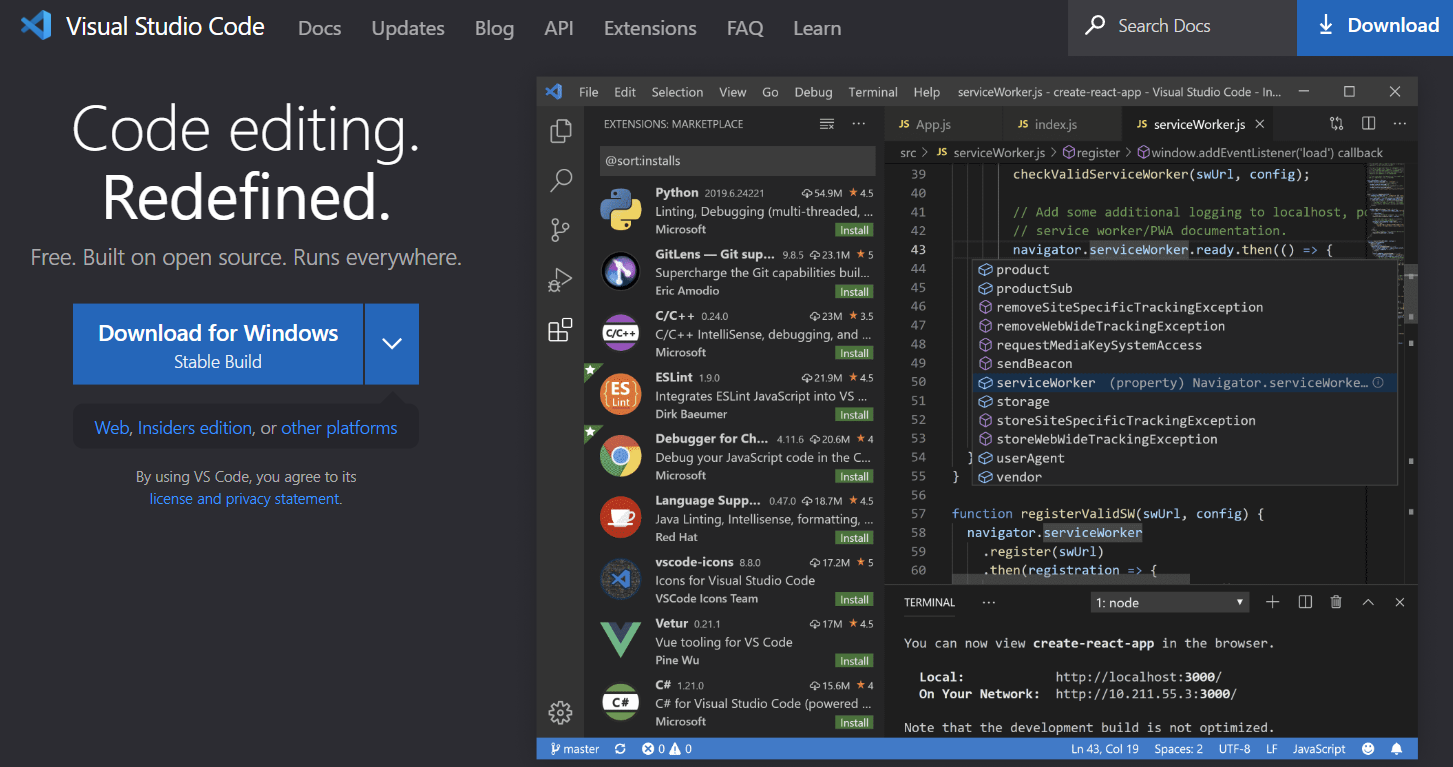 Visual Studio Code Docs Updates Blog API Extensions FAQ Learn Search Docs Download
Code editing.
Redefined.
Free. Built on open source. Runs everywhere.
Download for Windows
Stable Build
Web, Insiders edition, or other platforms
By using VS Code, you agree to its
license and privacy statement.
File Edit Selection View Go Debug Terminal Help serviceWorker.js - create-react-app - Visual Studio Code - In...
EXTENSIONS: MARKETPLACE
@sort:installs
Python 2019.6.24221 54.9M ★ 4.5
Linting, Debugging (multi-threaded, ...
Microsoft Install
GitLens — Git sup... 9.8.5 23.1M ★ 5
Supercharge the Git capabilities buil...
Eric Amodio Install
C/C++
C/C++ 0.24.0 23M ★ 3.5
C/C++ IntelliSense, debugging, and ...
Microsoft Install
ES
Lint
ESLint 1.9.0 21.9M ★ 4.5
Integrates ESLint JavaScript into VS ...
Dirk Baeumer Install
Debugger for Ch... 4.11.6 20.6M ★ 4
Debug your JavaScript code in the C...
Microsoft Install
Language Supp... 0.47.0 18.7M ★ 4.5
Java Linting, Intellisense, formatting, ...
Red Hat Install
vscode-icons 8.8.0 17.2M ★ 5
Icons for Visual Studio Code
VSCode Icons Team Install
Vetur 0.21.1 17M ★ 4.5
Vue tooling for VS Code
Pine Wu Install
C#
C# 1.21.0 15.6M ★ 4
C# for Visual Studio Code (powered ...
Microsoft Install
JS App.js JS index.js JS serviceWorker.js
src > JS serviceWorker.js > register > window.addEventListener('load') callback
39 checkValidServiceWorker(swUrl, config);
40
41 // Add some additional logging to localhost, po
42 // service worker/PWA documentation.
43 navigator.serviceWorker.ready.then(() => {
44 product
45 productSub
46 removeSiteSpecificTrackingException
47 removeWebWideTrackingException
48 requestMediaKeySystemAccess
49 sendBeacon
50 serviceWorker (property) Navigator.serviceWorke...
51 storage
52 storeSiteSpecificTrackingException
53 storeWebWideTrackingException
54 } userAgent
55 } vendor
56
57 function registerValidSW(swUrl, config) {
58 navigator.serviceWorker
59 .register(swUrl)
60 .then(registration => {
TERMINAL ... 1: node
You can now view create-react-app in the browser.
Local: http://localhost:3000/
On Your Network: http://10.211.55.3:3000/
Note that the development build is not optimized.
master 0 0 Ln 43, Col 19 Spaces: 2 UTF-8 LF JavaScript